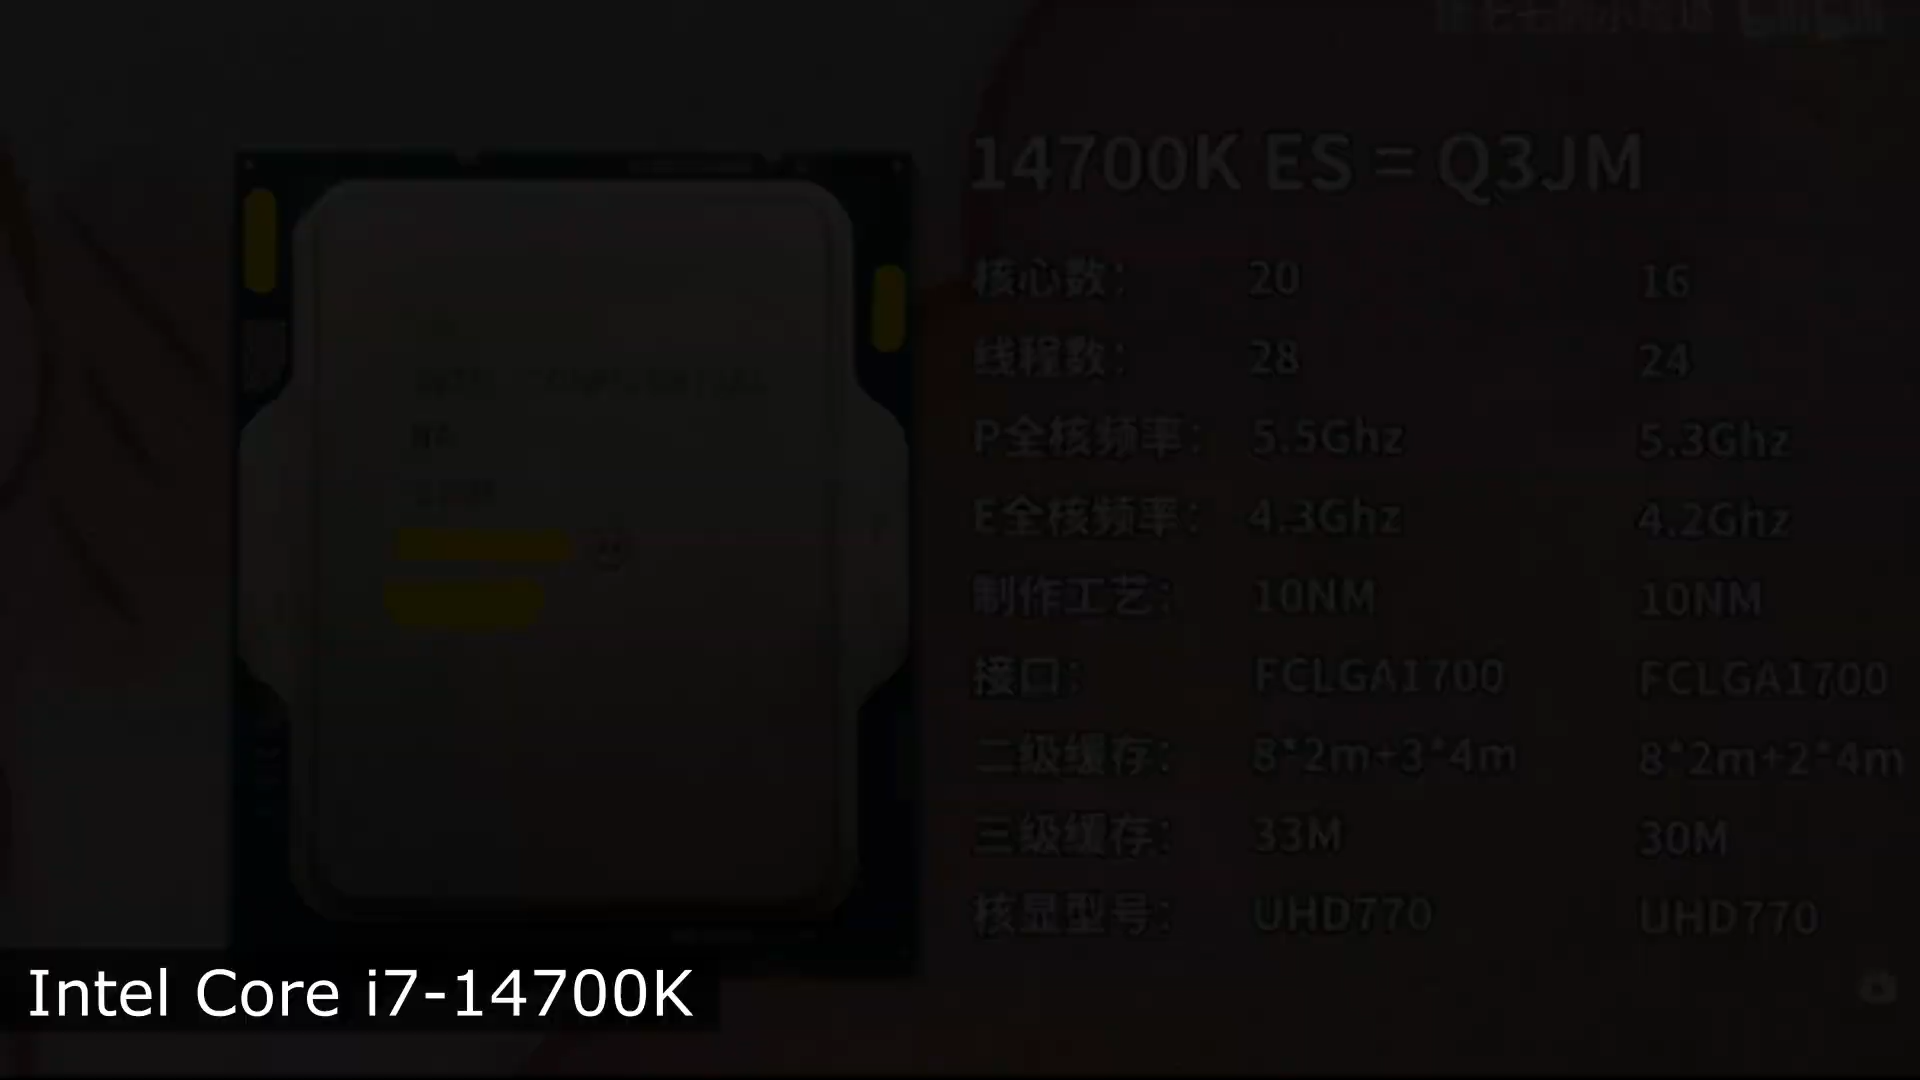 14700K ES = Q3JM
核心数: 20 16
线程数: 28 24
P全核频率: 5.5Ghz 5.3Ghz
E全核频率: 4.3Ghz 4.2Ghz
制作工艺: 10NM 10NM
接口: FCLGA1700 FCLGA1700
二级缓存: 8*2m+3*4m 8*2m+2*4m
三级缓存: 33M 30M
核显型号: UHD770 UHD770
Intel Core i7-14700K